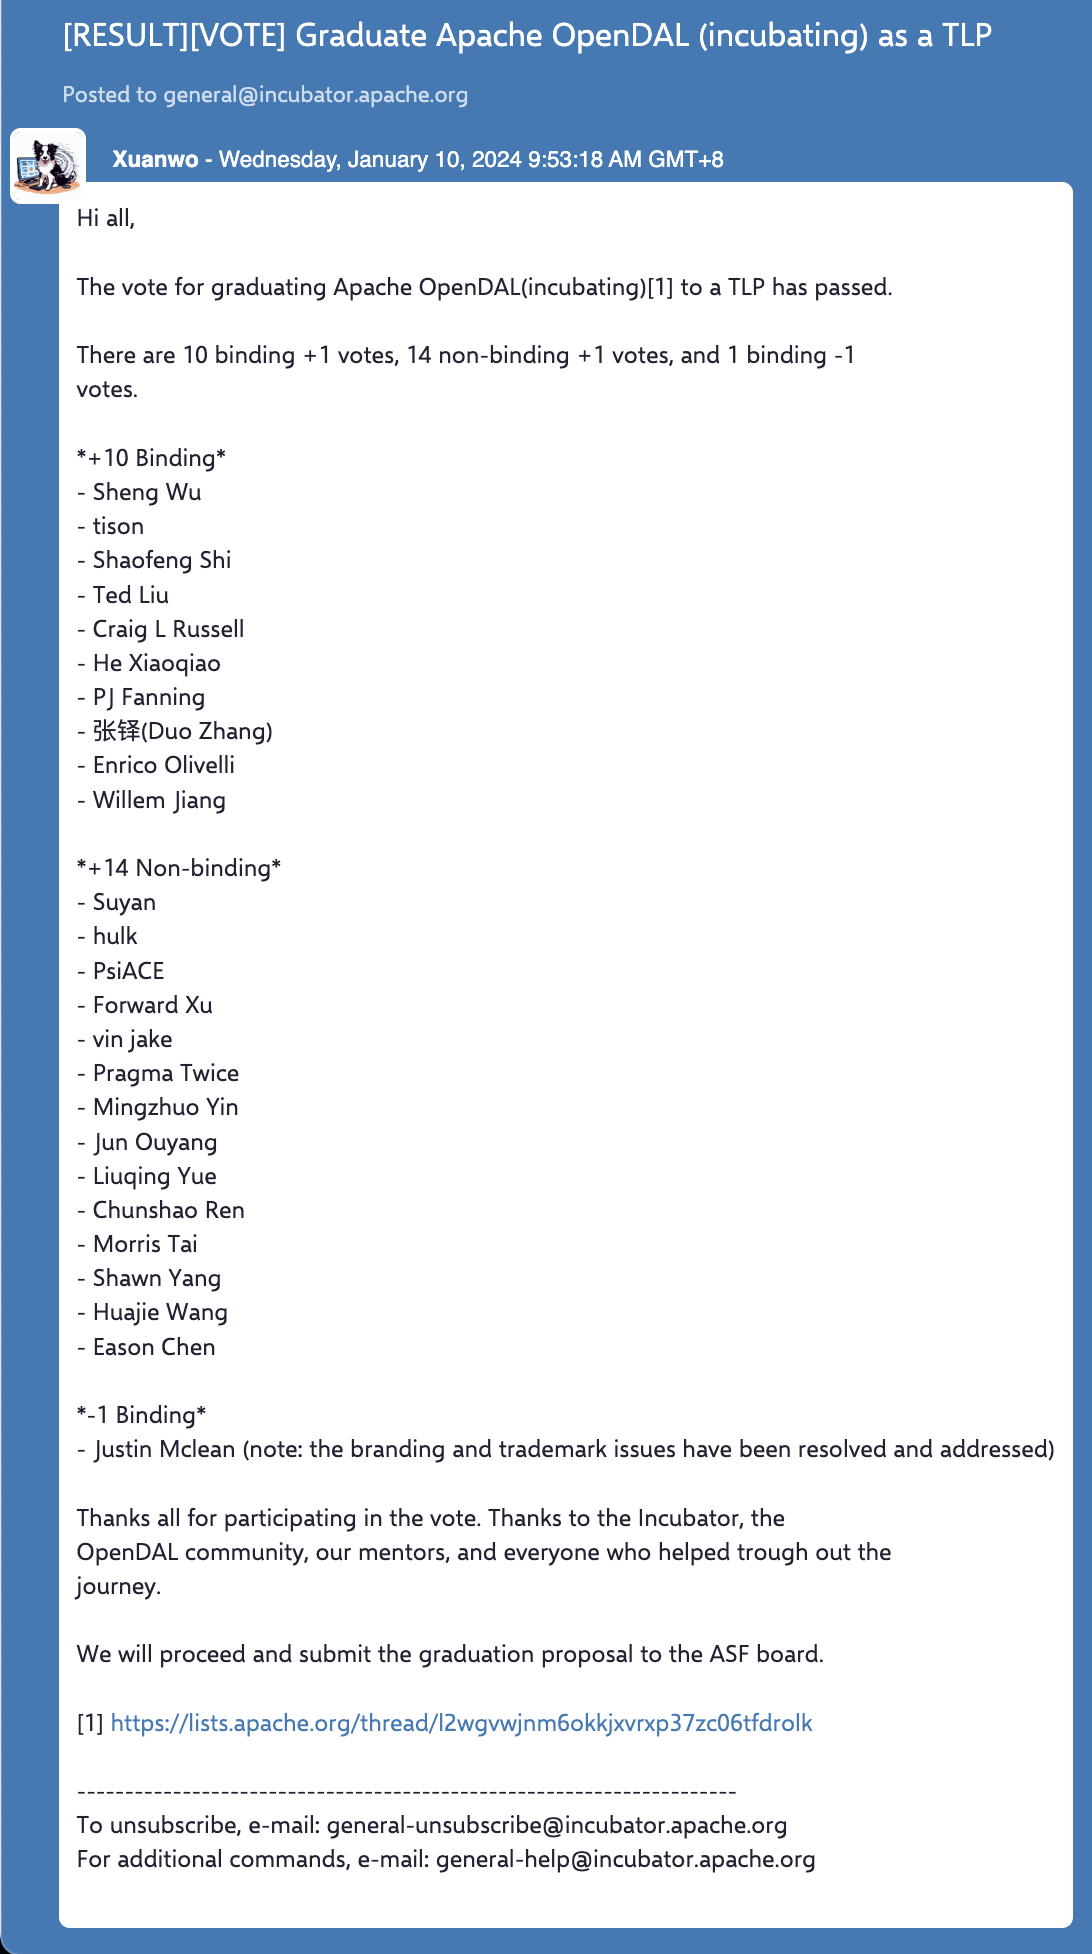 [RESULT][VOTE] Graduate Apache OpenDAL (incubating) as a TLP
Posted to general@incubator.apache.org
Xuanwo - Wednesday, January 10, 2024 9:53:18 AM GMT+8
Hi all,
The vote for graduating Apache OpenDAL(incubating)[1] to a TLP has passed.
There are 10 binding +1 votes, 14 non-binding +1 votes, and 1 binding -1
votes.
*+10 Binding*
- Sheng Wu
- tison
- Shaofeng Shi
- Ted Liu
- Craig L Russell
- He Xiaoqiao
- PJ Fanning
- 张铎(Duo Zhang)
- Enrico Olivelli
- Willem Jiang
*+14 Non-binding*
- Suyan
- hulk
- PsiACE
- Forward Xu
- vin jake
- Pragma Twice
- Mingzhuo Yin
- Jun Ouyang
- Liuqing Yue
- Chunshao Ren
- Morris Tai
- Shawn Yang
- Huajie Wang
- Eason Chen
*-1 Binding*
- Justin Mclean (note: the branding and trademark issues have been resolved and addressed)
Thanks all for participating in the vote. Thanks to the Incubator, the
OpenDAL community, our mentors, and everyone who helped trough out the
journey.
We will proceed and submit the graduation proposal to the ASF board.
[1] https://lists.apache.org/thread/l2wgvwjnm6okkjxvrxp37zc06tfdrolk
---------------------------------------------------------------------
To unsubscribe, e-mail: general-unsubscribe@incubator.apache.org
For additional commands, e-mail: general-help@incubator.apache.org